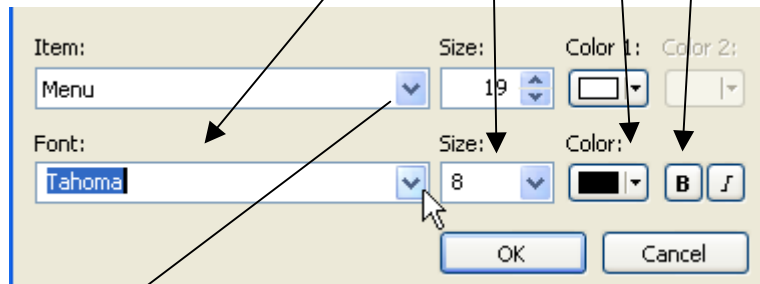 Item: Size: Color 1: Color 2:
Menu 19
Font: Size: Color:
Tahoma 8 B I
OK Cancel